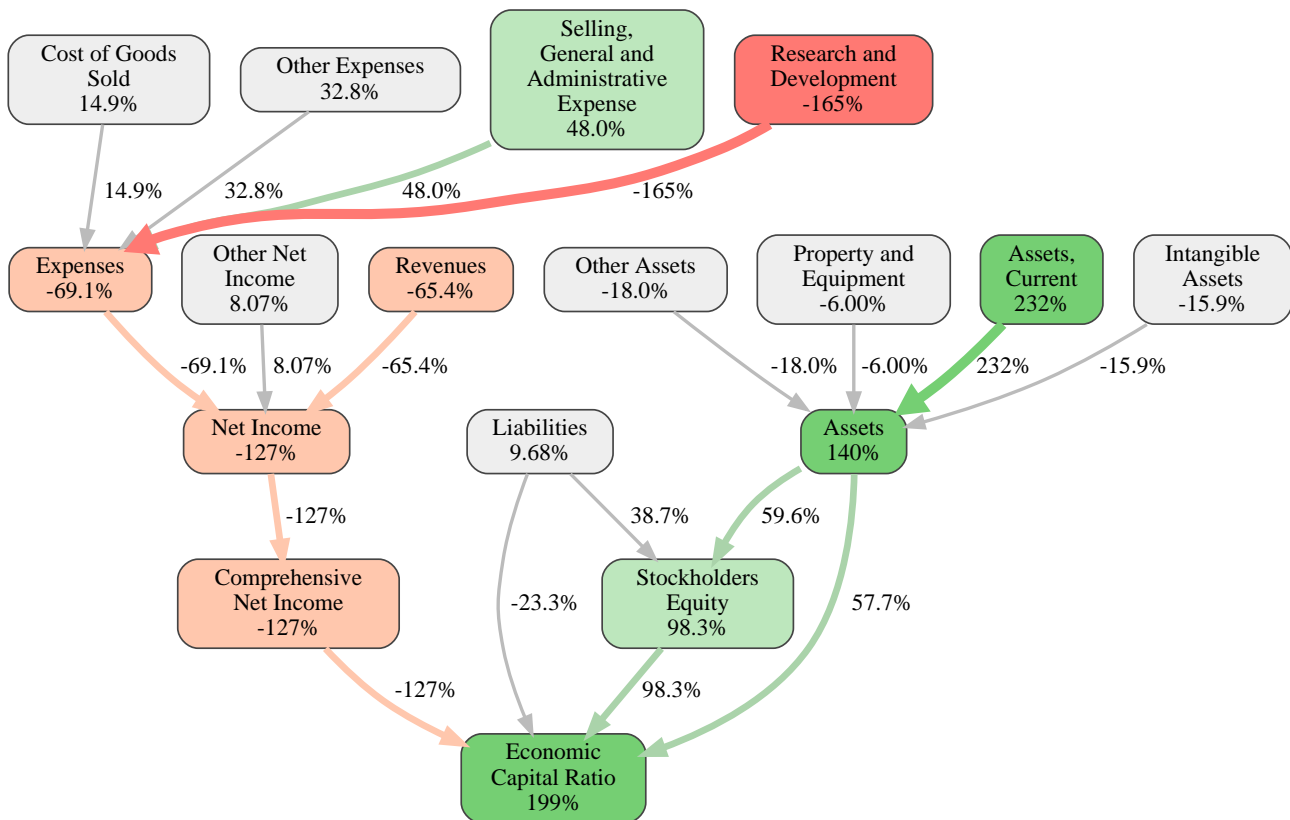 Cost of Goods
Sold
14.9%
Other Expenses
32.8%
Selling,
General and
Administrative
Expense
48.0%
Research and
Development
-165%
14.9%
32.8%
48.0%
-165%
Expenses
-69.1%
Other Net
Income
8.07%
Revenues
-65.4%
Other Assets
-18.0%
Property and
Equipment
-6.00%
Assets,
Current
232%
Intangible
Assets
-15.9%
-69.1%
8.07%
-65.4%
-18.0%
-6.00%
232%
-15.9%
Net Income
-127%
Liabilities
9.68%
Assets
140%
-127%
38.7%
59.6%
Comprehensive
Net Income
-127%
-23.3%
Stockholders
Equity
98.3%
57.7%
-127%
98.3%
Economic
Capital Ratio
199%